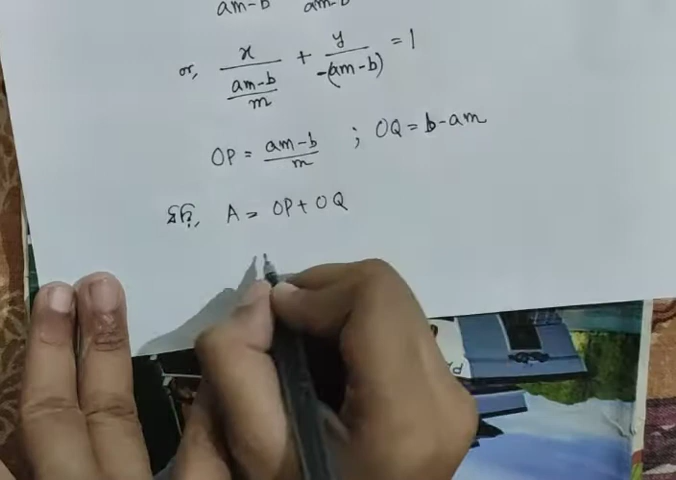 am-b am-b
or, x/((am-b)/m) + y/(-(am-b)) = 1
OP = (am-b)/m ; OQ = b-am
ধরি, A = OP + OQ